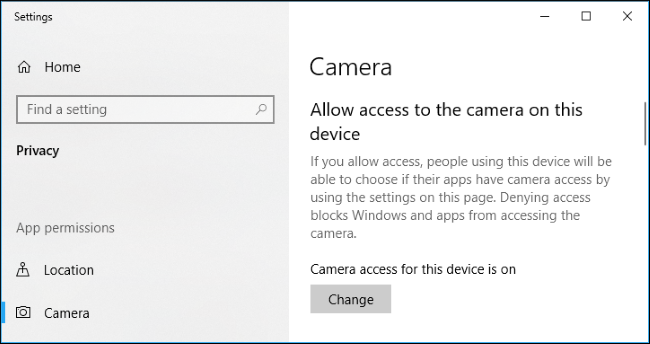 Settings
Home
Find a setting
Privacy
App permissions
Location
Camera
Camera
Allow access to the camera on this
device
If you allow access, people using this device will be
able to choose if their apps have camera access by
using the settings on this page. Denying access
blocks Windows and apps from accessing the
camera.
Camera access for this device is on
Change